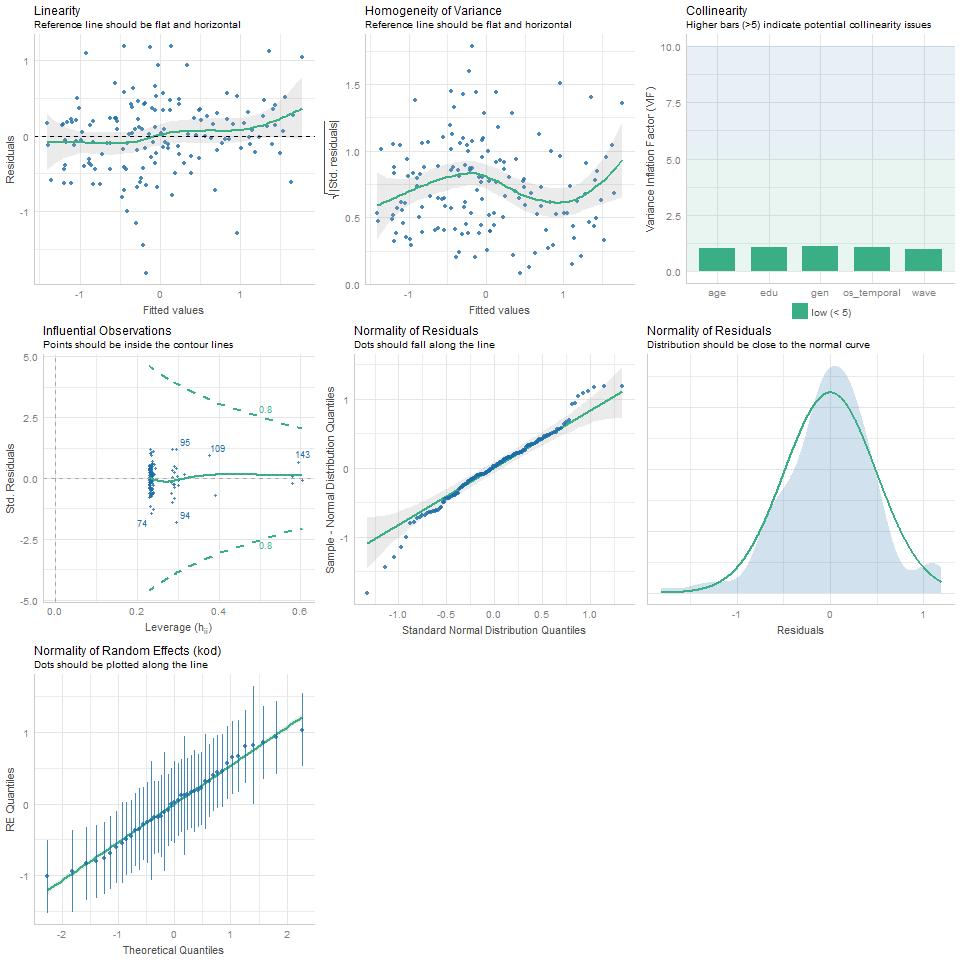 Linearity
Reference line should be flat and horizontal
Residuals
1
0
-1
-1
0
1
Fitted values
Homogeneity of Variance
Reference line should be flat and horizontal
√|Std. residuals|
1.5
1.0
0.5
0.0
-1
0
1
Fitted values
Collinearity
Higher bars (>5) indicate potential collinearity issues
Variance Inflation Factor (VIF)
10.0
7.5
5.0
2.5
0.0
age
edu
gen
os_temporal
wave
low (< 5)
Influential Observations
Points should be inside the contour lines
Std. Residuals
5.0
2.5
0.0
-2.5
-5.0
0.8
95
109
143
74
94
0.8
0.0
0.2
0.4
0.6
Leverage (hii)
Normality of Residuals
Dots should fall along the line
Sample - Normal Distribution Quantiles
1
0
-1
-1.0
-0.5
0.0
0.5
1.0
Standard Normal Distribution Quantiles
Normality of Residuals
Distribution should be close to the normal curve
-1
0
1
Residuals
Normality of Random Effects (kod)
Dots should be plotted along the line
RE Quantiles
1
0
-1
-2
-1
0
1
2
Theoretical Quantiles